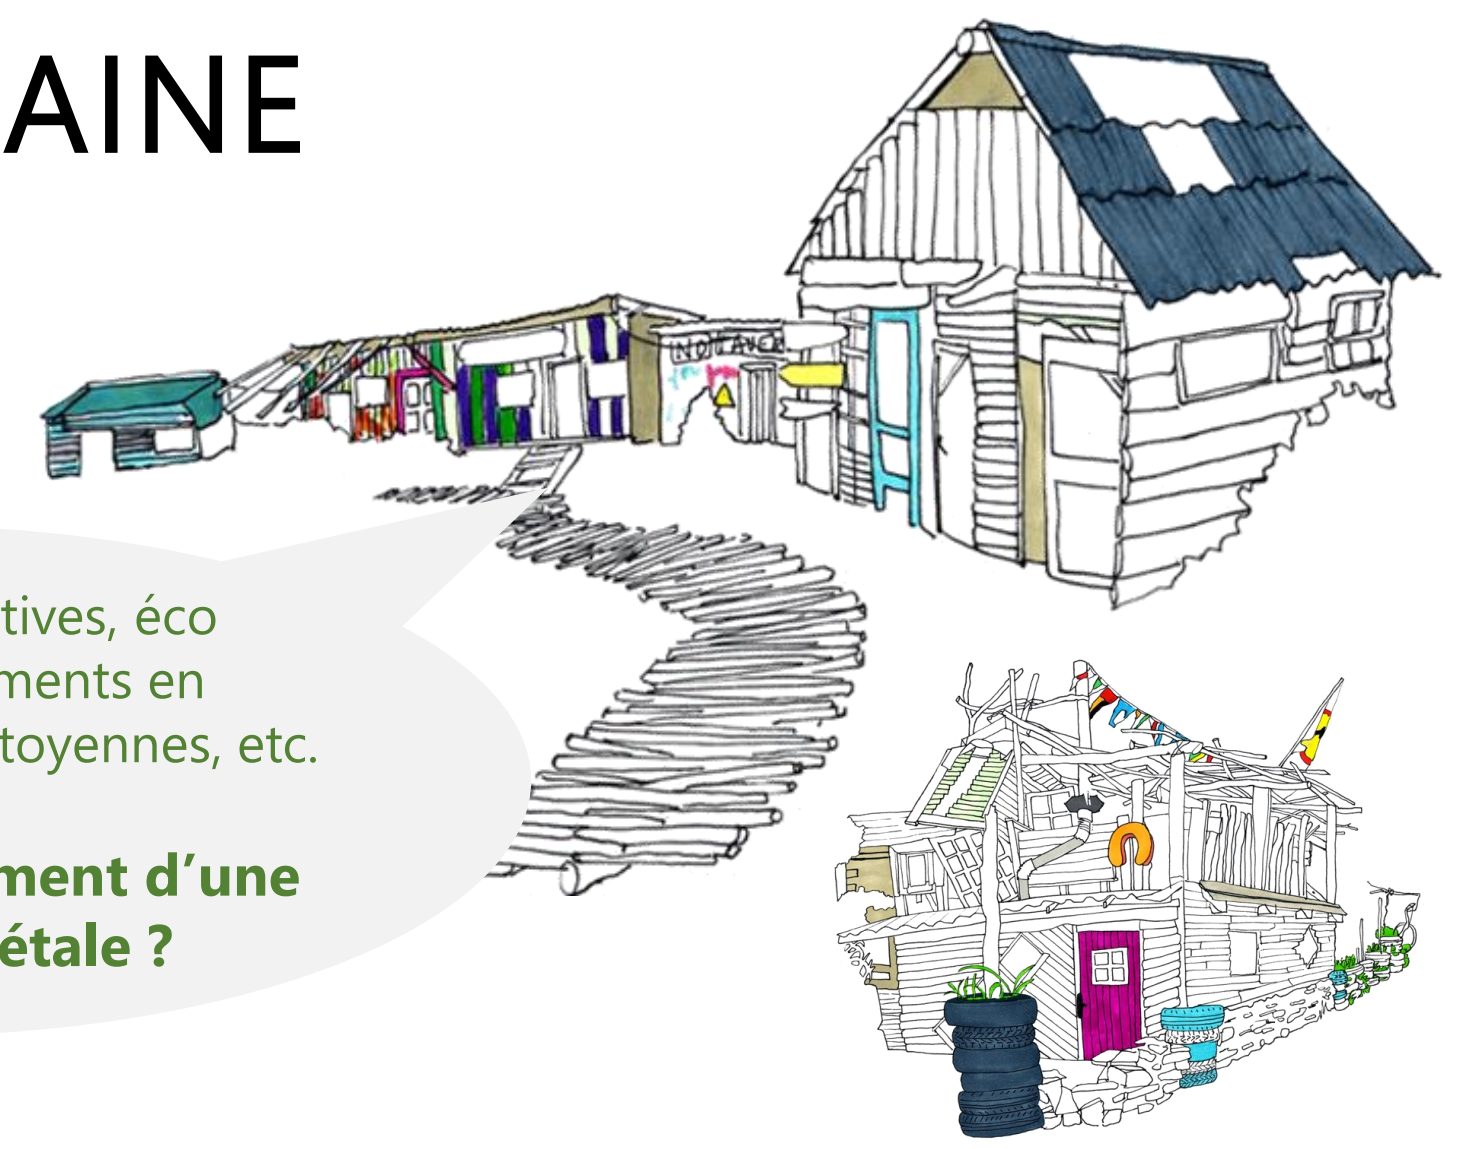 AINE
tives, éco
ments en
toyennes, etc.
ment d’une
étale ?